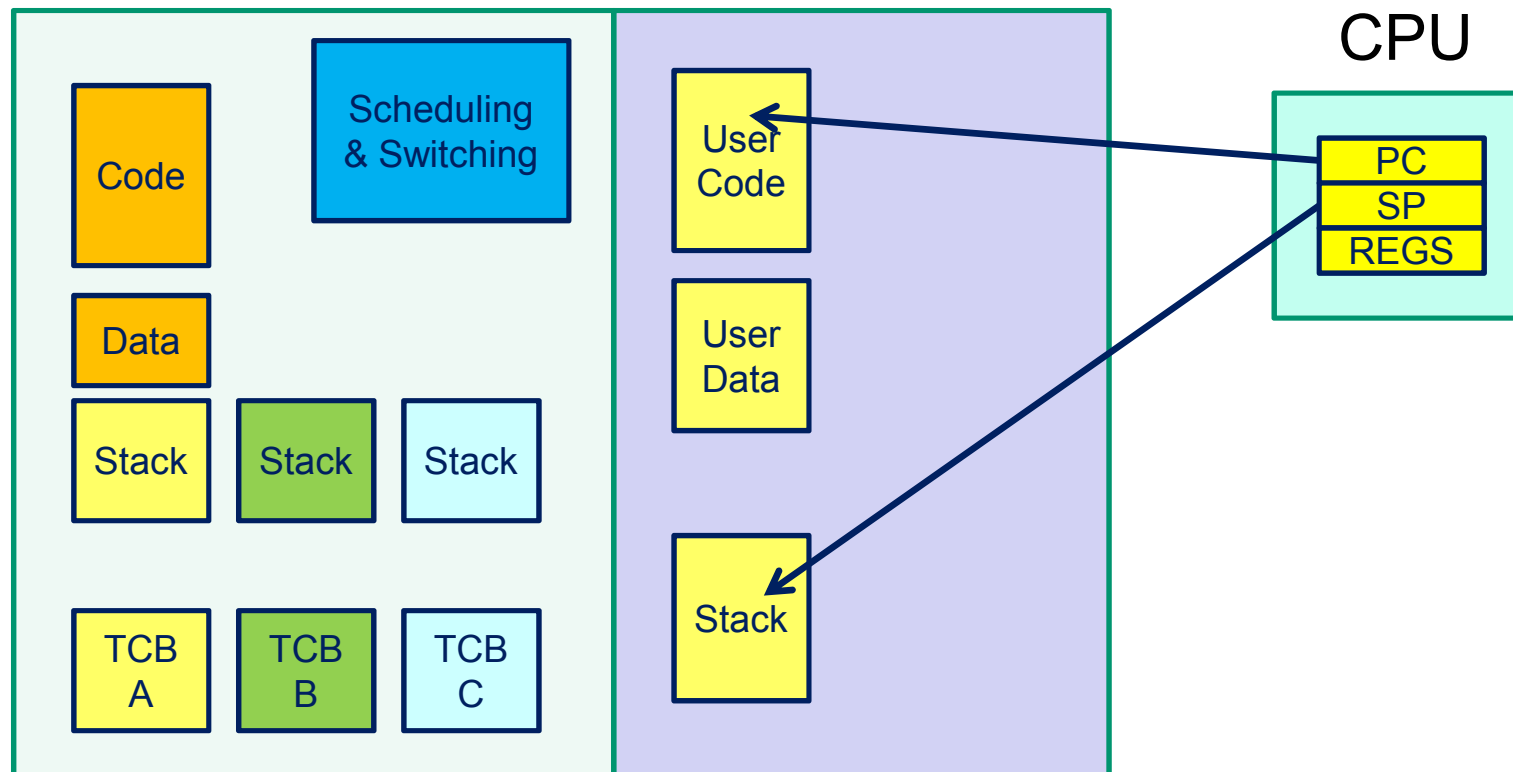 CPU
Code
Scheduling
& Switching
User
Code
PC
SP
REGS
Data
User
Data
Stack
Stack
Stack
Stack
TCB
A
TCB
B
TCB
C